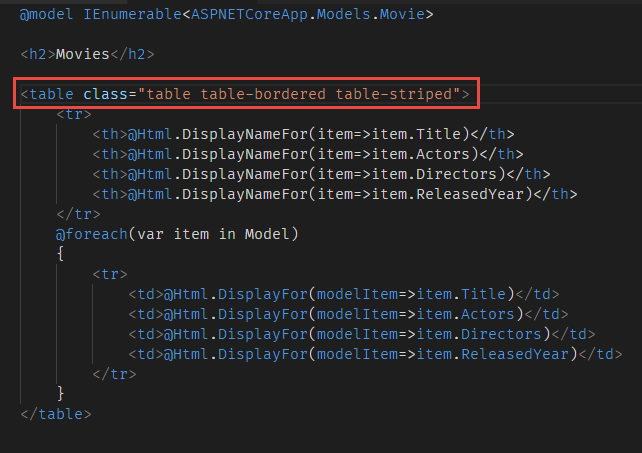 @model IEnumerable<ASPNETCoreApp.Models.Movie>
<h2>Movies</h2>
<table class="table table-bordered table-striped">
<tr>
<th>@Html.DisplayNameFor(item=>item.Title)</th>
<th>@Html.DisplayNameFor(item=>item.Actors)</th>
<th>@Html.DisplayNameFor(item=>item.Directors)</th>
<th>@Html.DisplayNameFor(item=>item.ReleasedYear)</th>
</tr>
@foreach(var item in Model)
{
<tr>
<td>@Html.DisplayFor(modelItem=>item.Title)</td>
<td>@Html.DisplayFor(modelItem=>item.Actors)</td>
<td>@Html.DisplayFor(modelItem=>item.Directors)</td>
<td>@Html.DisplayFor(modelItem=>item.ReleasedYear)</td>
</tr>
}
</table>